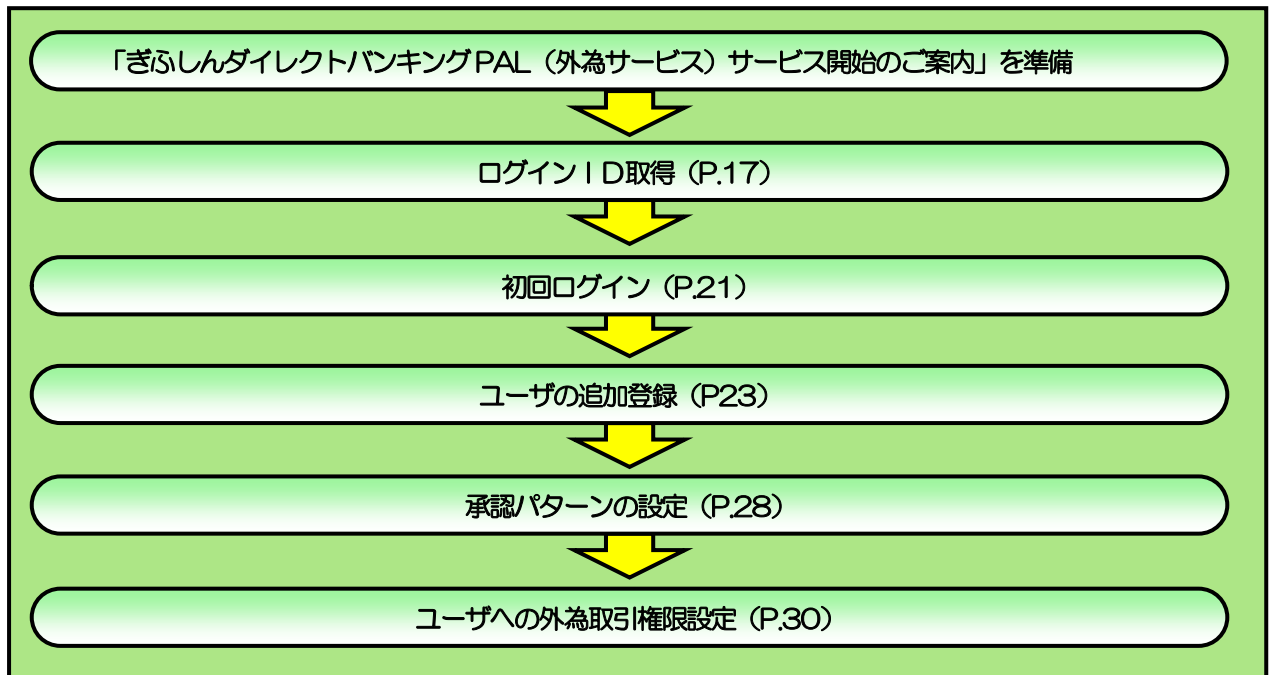 「ぎふしんダイレクトバンキングPAL（外為サービス）サービス開始のご案内」を準備
ログインＩＤ取得（P.17）
初回ログイン（P.21）
ユーザの追加登録（P23）
承認パターンの設定（P.28）
ユーザへの外為取引権限設定（P.30）